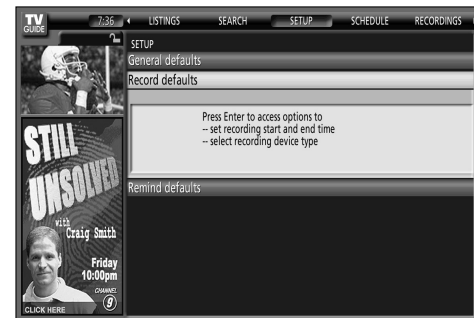 TV
GUIDE
7:36
LISTINGS
SEARCH
SETUP
SCHEDULE
RECORDINGS
SETUP
General defaults
Record defaults
Press Enter to access options to
-- set recording start and end time
-- select recording device type
Remind defaults
STILL
UNSOLVED
with
Craig Smith
Friday
10:00pm
CHANNEL
9
CLICK HERE